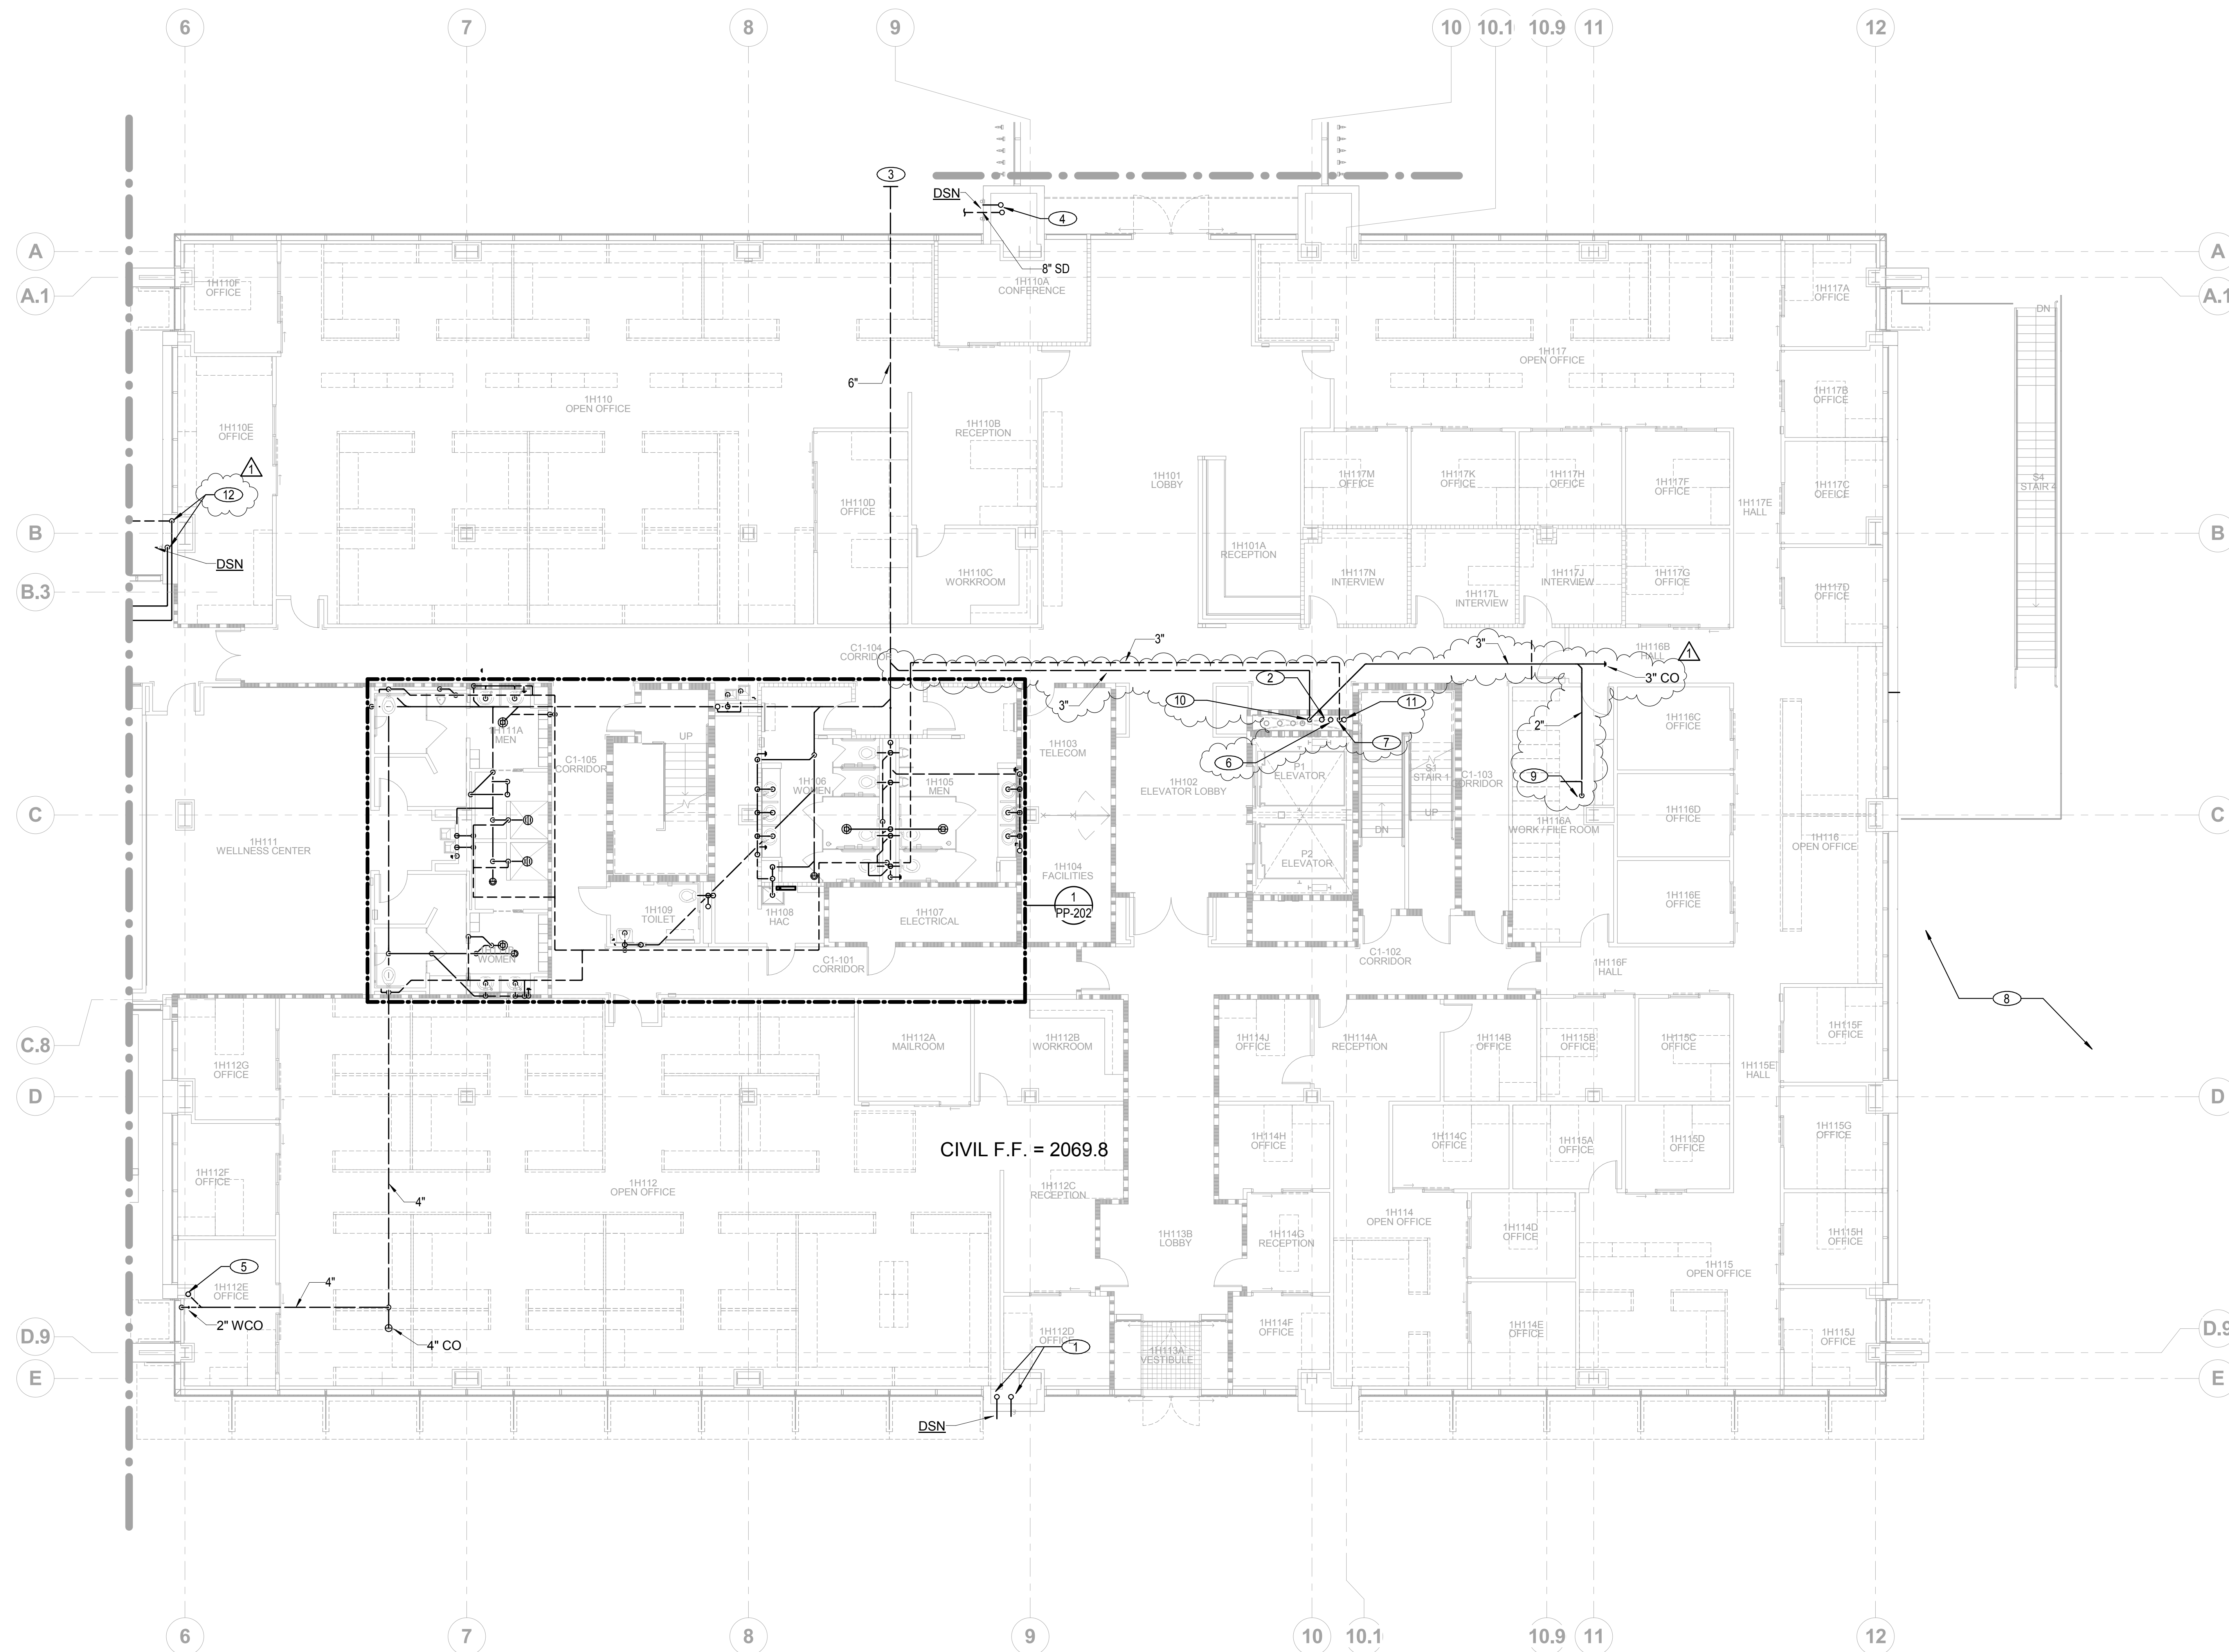 6
7
8
9
10
10.1
10.9
11
12
3
DSN
4
8" SD
A
A
A.1
A.1
1H110F
OFFICE
1H110A
CONFERENCE
1H117A
OFFICE
DN
6"
1H110
OPEN OFFICE
1H117
OPEN OFFICE
1H117B
OFFICE
1H110E
OFFICE
1H110B
RECEPTION
1
12
1H101
LOBBY
1H117M
OFFICE
1H117K
OFFICE
1H117H
OFFICE
1H117F
OFFICE
1H117C
OFFICE
S4
STAIR 4
1H110D
OFFICE
1H117E
HALL
B
B
DSN
1H101A
RECEPTION
1H110C
WORKROOM
1H117N
INTERVIEW
1H117J
INTERVIEW
1H117G
OFFICE
1H117D
OFFICE
1H117L
INTERVIEW
B.3
C1-104
CORRIDOR
3"
3"
1H116B
HALL
1
3"
2
3" CO
10
11
1H116C
OFFICE
2"
1H111A
MEN
UP
7
6
1H103
TELECOM
C1-105
CORRIDOR
P1
ELEVATOR
S1
STAIR 1
C1-103
CORRIDOR
9
1H106
WOMEN
1H105
MEN
1H102
ELEVATOR LOBBY
1H116D
OFFICE
C
C
UP
DN
1H116A
WORK / FILE ROOM
1H111
WELLNESS CENTER
1H116
OPEN OFFICE
P2
ELEVATOR
1H104
FACILITIES
1H116E
OFFICE
1
PP-202
1H109
TOILET
1H108
HAC
1H107
ELECTRICAL
WOMEN
C1-101
CORRIDOR
C1-102
CORRIDOR
1H116F
HALL
8
C.8
1H112A
MAILROOM
1H112B
WORKROOM
1H114J
OFFICE
1H114A
RECEPTION
1H114B
OFFICE
1H115B
OFFICE
1H115C
OFFICE
1H115F
OFFICE
1H112G
OFFICE
1H115E
HALL
D
D
1H114H
OFFICE
1H114C
OFFICE
1H115A
OFFICE
1H115D
OFFICE
1H115G
OFFICE
CIVIL F.F. = 2069.8
1H112F
OFFICE
1H112
OPEN OFFICE
1H112C
RECEPTION
4"
1H114
OPEN OFFICE
1H114D
OFFICE
1H113B
LOBBY
1H114G
RECEPTION
1H115H
OFFICE
5
1H112E
OFFICE
4"
1H115
OPEN OFFICE
2" WCO
4" CO
D.9
D.9
1H112D
OFFICE
1
1H114F
OFFICE
1H114E
OFFICE
1H115J
OFFICE
1H113A
VESTIBULE
E
E
DSN
6
7
8
9
10
10.1
10.9
11
12